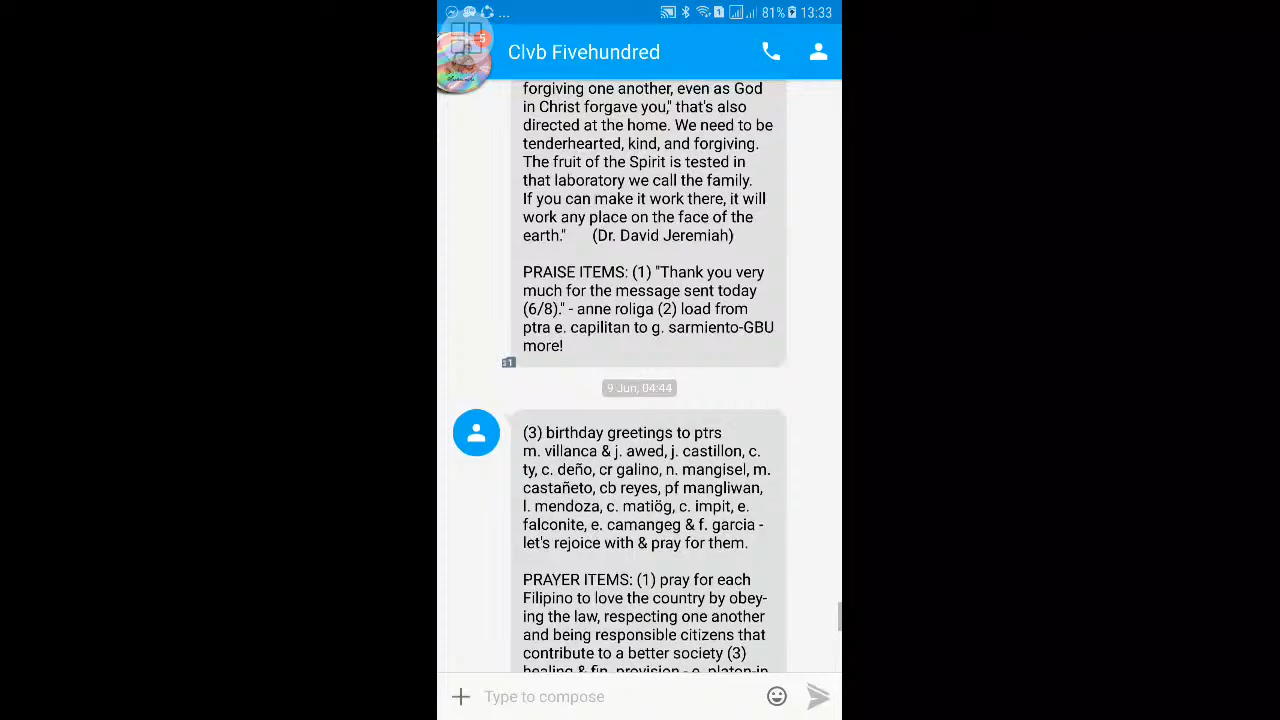 ... 1 81% 13:33
5
Clvb Fivehundred
forgiving one another, even as God
in Christ forgave you," that's also
directed at the home. We need to be
tenderhearted, kind, and forgiving.
The fruit of the Spirit is tested in
that laboratory we call the family.
If you can make it work there, it will
work any place on the face of the
earth." (Dr. David Jeremiah)
PRAISE ITEMS: (1) "Thank you very
much for the message sent today
(6/8)." - anne roliga (2) load from
ptra e. capilitan to g. sarmiento-GBU
more!
1
9 Jun, 04:44
(3) birthday greetings to ptrs
m. villanca & j. awed, j. castillon, c.
ty, c. deño, cr galino, n. mangisel, m.
castañeto, cb reyes, pf mangliwan,
l. mendoza, c. matiög, c. impit, e.
falconite, e. camangeg & f. garcia -
let's rejoice with & pray for them.
PRAYER ITEMS: (1) pray for each
Filipino to love the country by obey-
ing the law, respecting one another
and being responsible citizens that
contribute to a better society (3)
healing & fin. provision - e. platon-in
Type to compose